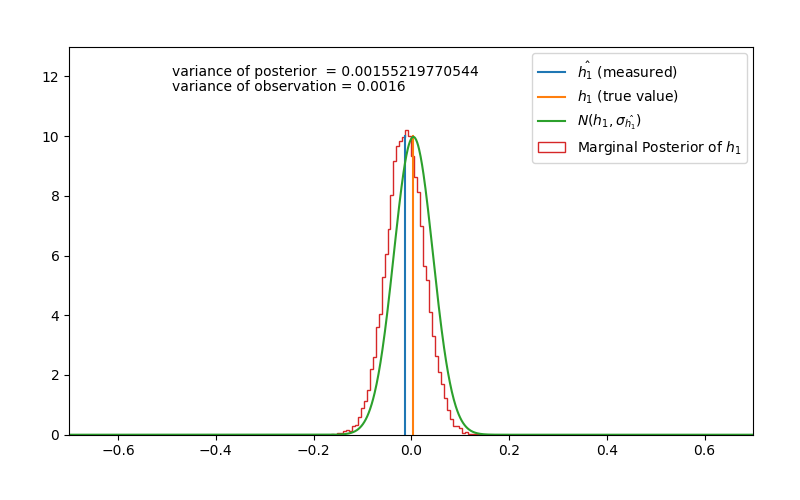 variance of posterior  = 0.00155219770544
variance of observation = 0.0016
$\hat{h_1}$ (measured)
$h_1$ (true value)
$N(h_1, \sigma_{\hat{h_1}})$
Marginal Posterior of $h_1$
12
10
8
6
4
2
0
−0.6 −0.4 −0.2 0.0 0.2 0.4 0.6